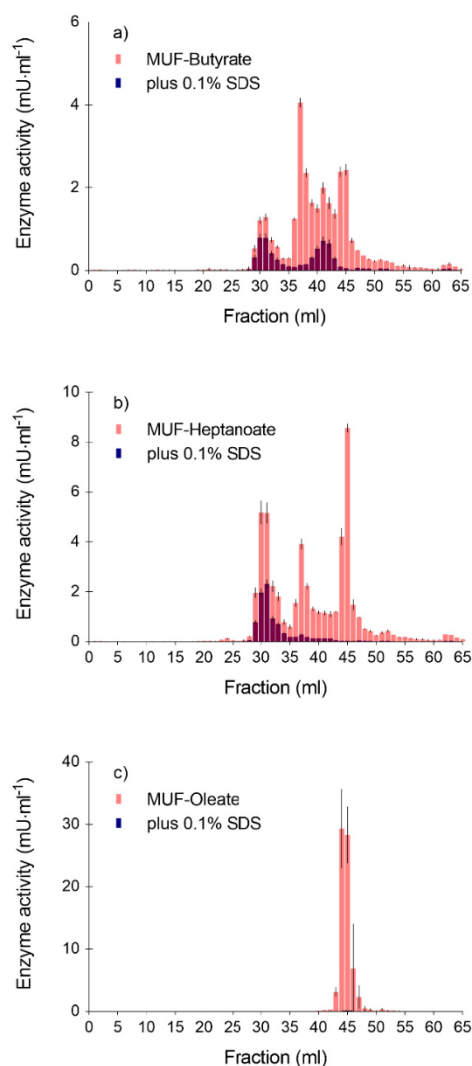 a)
MUF-Butyrate
plus 0.1% SDS
Enzyme activity (mU·ml⁻¹)
6
4
2
0
0 5 10 15 20 25 30 35 40 45 50 55 60 65
Fraction (ml)
b)
MUF-Heptanoate
plus 0.1% SDS
Enzyme activity (mU·ml⁻¹)
10
8
6
4
2
0
0 5 10 15 20 25 30 35 40 45 50 55 60 65
Fraction (ml)
c)
MUF-Oleate
plus 0.1% SDS
Enzyme activity (mU·ml⁻¹)
40
30
20
10
0
0 5 10 15 20 25 30 35 40 45 50 55 60 65
Fraction (ml)